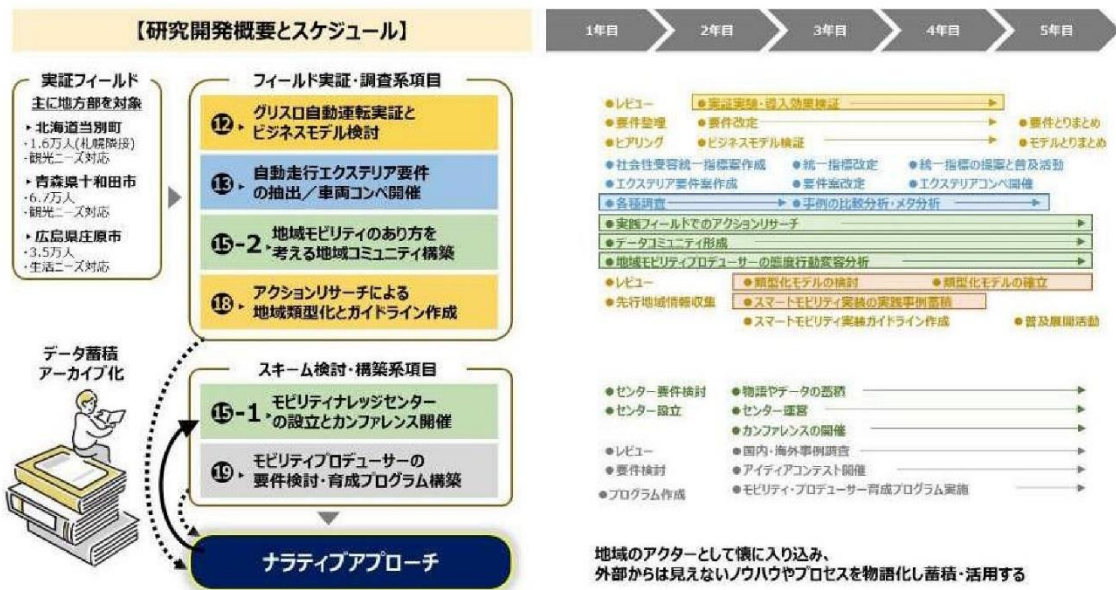 【研究開発概要とスケジュール】
実証フィールド
主に地方部を対象
▸ 北海道当別町
・1.6万人(札幌隣接)
・観光ニーズ対応
▸ 青森県十和田市
・6.7万人
・観光ニーズ対応
▸ 広島県庄原市
・3.5万人
・生活ニーズ対応
フィールド実証・調査系項目
⑫▸ グリスロ自動運転実証と
ビジネスモデル検討
⑬▸ 自動走行エクステリア要件
の抽出／車両コンペ開催
⑮-2▸ 地域モビリティのあり方を
考える地域コミュニティ構築
⑱▸ アクションリサーチによる
地域類型化とガイドライン作成
データ蓄積
アーカイブ化
スキーム検討・構築系項目
⑮-1▸ モビリティナレッジセンター
の設立とカンファレンス開催
⑲▸ モビリティプロデューサーの
要件検討・育成プログラム構築
ナラティブアプローチ
1年目 2年目 3年目 4年目 5年目
●レビュー ●実証実験・導入効果検証
●要件整理 ●要件改定 ●要件とりまとめ
●ヒアリング ●ビジネスモデル検証 ●モデルとりまとめ
●社会性受容統一指標案作成 ●統一指標改定 ●統一指標の提案と普及活動
●エクステリア要件案作成 ●要件案改定 ●エクステリアコンペ開催
●各種調査 ●事例の比較分析・メタ分析
●実践フィールドでのアクションリサーチ
●データコミュニティ形成
●地域モビリティプロデューサーの態度行動変容分析
●レビュー ●類型化モデルの検討 ●類型化モデルの確立
●先行地域情報収集 ●スマートモビリティ実装の実践事例蓄積
●スマートモビリティ実装ガイドライン作成 ●普及展開活動
●センター要件検討 ●物語やデータの蓄積
●センター設立 ●センター運営
●カンファレンスの開催
●レビュー ●国内・海外事例調査
●要件検討 ●アイディアコンテスト開催
●プログラム作成 ●モビリティ・プロデューサー育成プログラム実施
地域のアクターとして懐に入り込み、
外部からは見えないノウハウやプロセスを物語化し蓄積・活用する